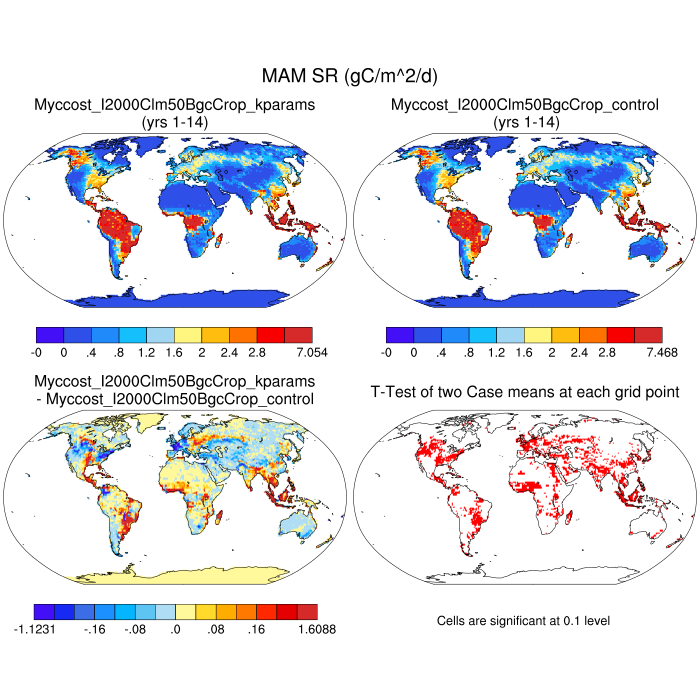 MAM SR (gC/m^2/d)
Myccost_I2000Clm50BgcCrop_kparams
(yrs 1-14)
Myccost_I2000Clm50BgcCrop_control
(yrs 1-14)
-0 0 .4 .8 1.2 1.6 2 2.4 2.8 7.054
-0 0 .4 .8 1.2 1.6 2 2.4 2.8 7.468
Myccost_I2000Clm50BgcCrop_kparams
- Myccost_I2000Clm50BgcCrop_control
T-Test of two Case means at each grid point
-1.1231 -.16 -.08 .0 .08 .16 1.6088
Cells are significant at 0.1 level